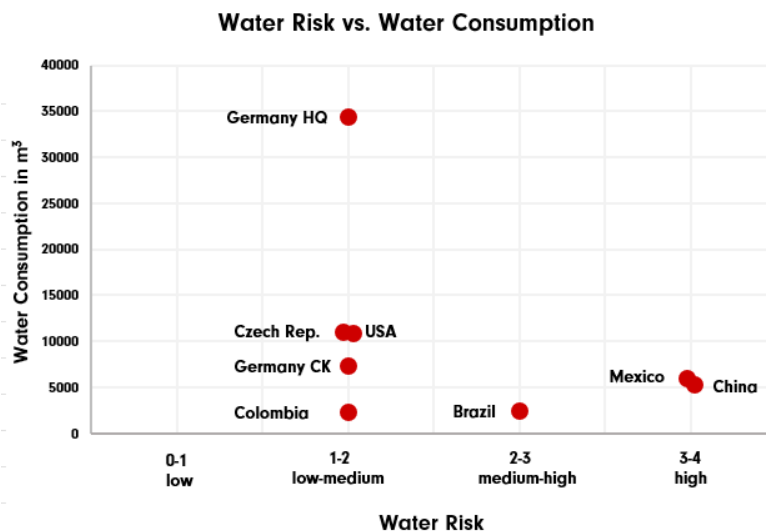 Water Risk vs. Water Consumption
Water Consumption in m³
40000
35000
30000
25000
20000
15000
10000
5000
0
Germany HQ
Czech Rep.
USA
Germany CK
Colombia
Brazil
Mexico
China
0-1
low
1-2
low-medium
2-3
medium-high
3-4
high
Water Risk